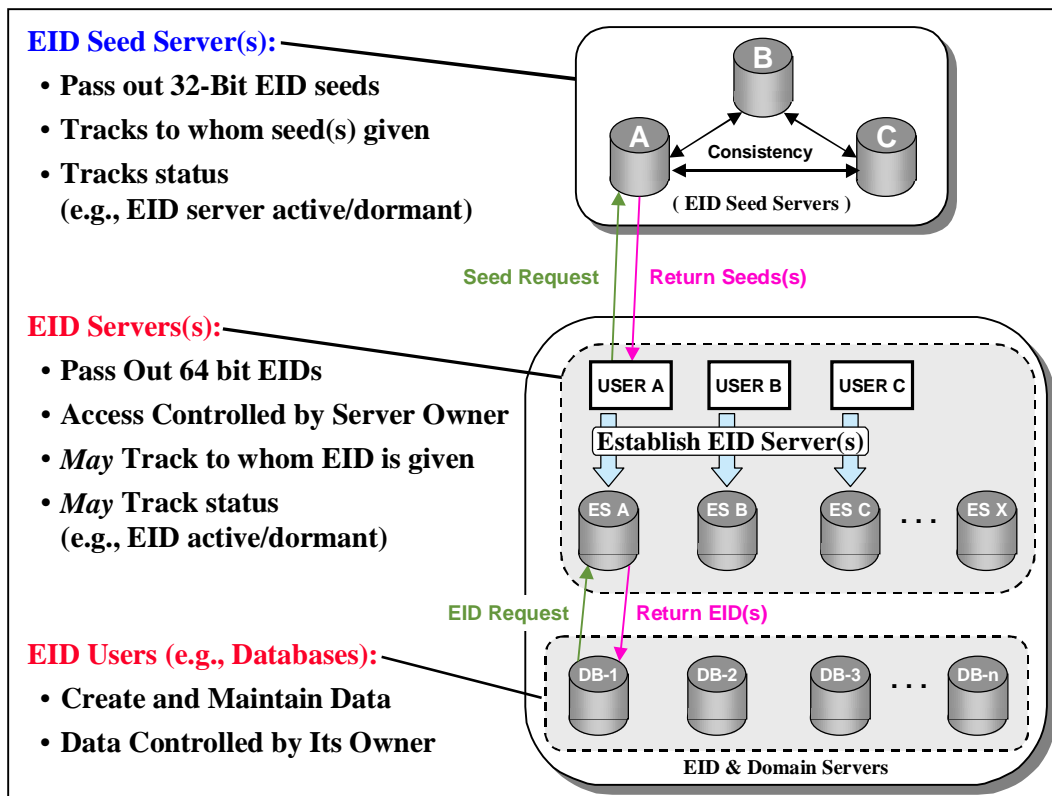 EID Seed Server(s):
• Pass out 32-Bit EID seeds
• Tracks to whom seed(s) given
• Tracks status
(e.g., EID server active/dormant)
B
A
C
Consistency
( EID Seed Servers )
Seed Request
Return Seeds(s)
EID Servers(s):
• Pass Out 64 bit EIDs
• Access Controlled by Server Owner
• May Track to whom EID is given
• May Track status
(e.g., EID active/dormant)
USER A
USER B
USER C
Establish EID Server(s)
ES A
ES B
ES C
. . .
ES X
EID Request
Return EID(s)
EID Users (e.g., Databases):
• Create and Maintain Data
• Data Controlled by Its Owner
DB-1
DB-2
DB-3
. . .
DB-n
EID & Domain Servers